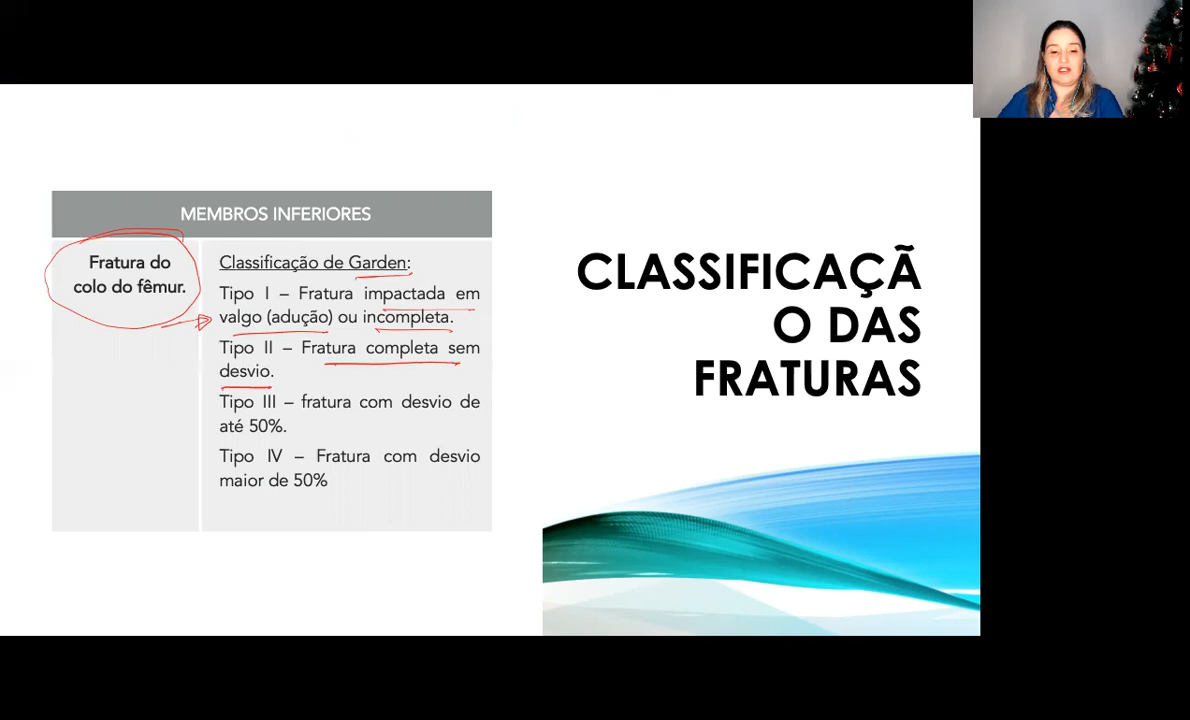 MEMBROS INFERIORES
Fratura do
colo do fêmur.
Classificação de Garden:
Tipo I – Fratura impactada em
valgo (adução) ou incompleta.
Tipo II – Fratura completa sem
desvio.
Tipo III – fratura com desvio de
até 50%.
Tipo IV – Fratura com desvio
maior de 50%
CLASSIFICAÇÃ
O DAS
FRATURAS